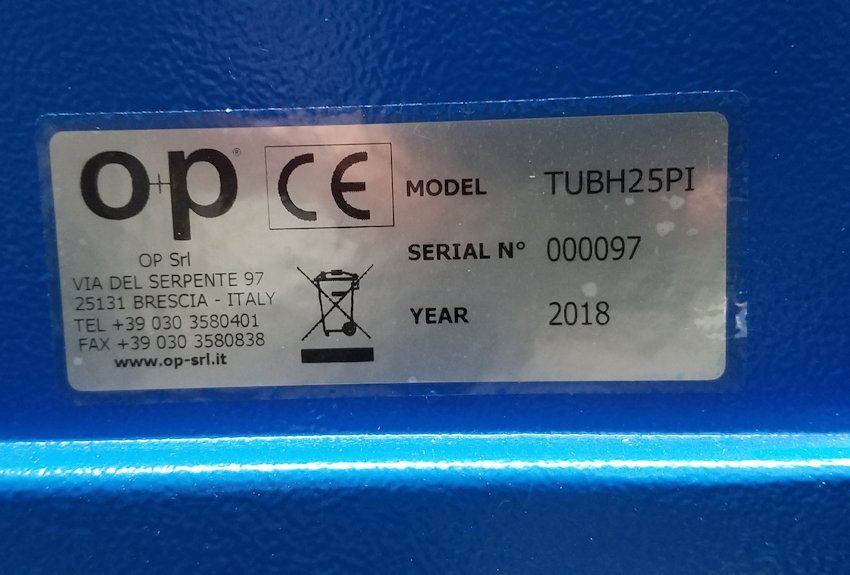 o+p®
CE
MODEL TUBH25PI
SERIAL N° 000097
YEAR 2018
OP Srl
VIA DEL SERPENTE 97
25131 BRESCIA - ITALY
TEL +39 030 3580401
FAX +39 030 3580838
www.op-srl.it